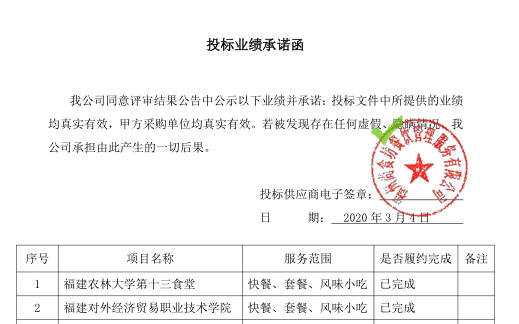 投标业绩承诺函
我公司同意评审结果公告中公示以下业绩并承诺：投标文件中所提供的业绩
均真实有效，甲方采购单位均真实有效。若被发现存在任何虚假、隐瞒情况，我
公司承担由此产生的一切后果。
投标供应商电子签章：
日 期： 2020 年 3 月 4 日
序号 项目名称 服务范围 是否履约完成 备注
1 福建农林大学第十三食堂 快餐、套餐、风味小吃 已完成
2 福建对外经济贸易职业技术学院 快餐、套餐、风味小吃 已完成